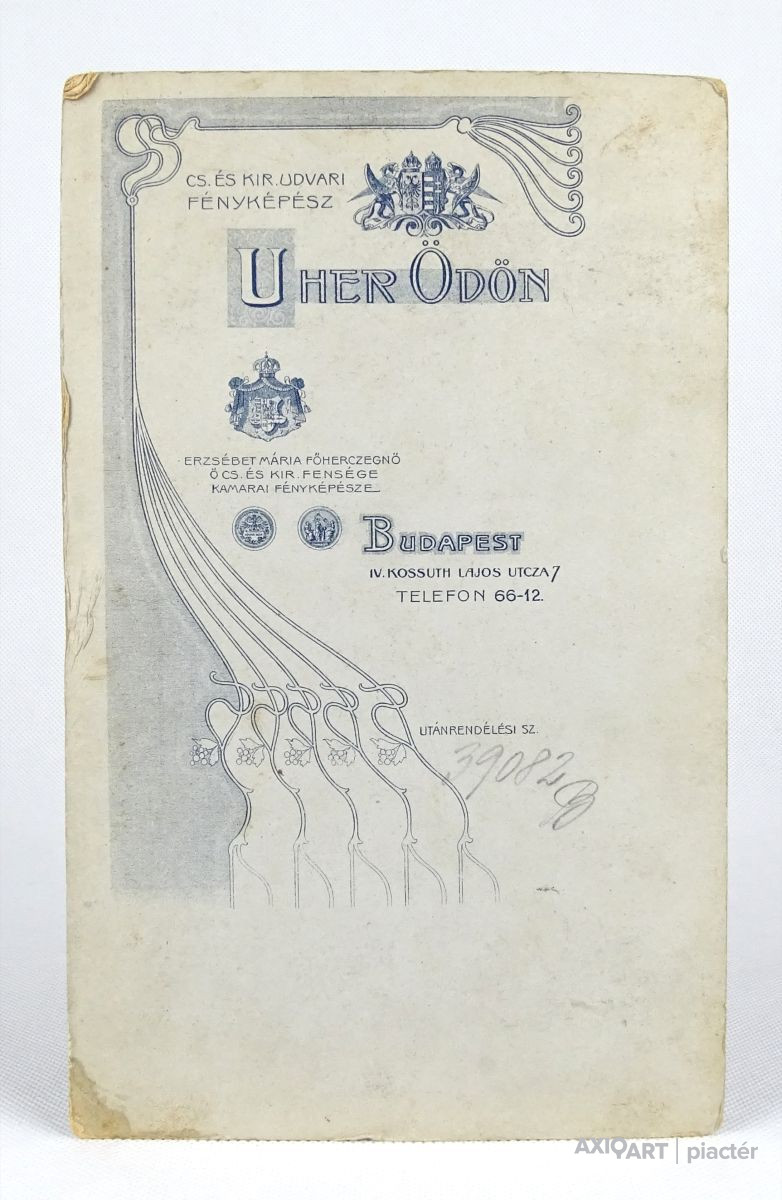 CS. ÉS KIR. UDVARI
FÉNYKÉPÉSZ
UHER ÖDÖN
ERZSÉBET MÁRIA FŐHERCZEGNŐ
Ő CS. ÉS KIR. FENSÉGE
KAMARAI FÉNYKÉPÉSZE
BUDAPEST
IV. KOSSUTH LAJOS UTCZA 7
TELEFON 66-12.
UTÁNRENDÉLÉSI SZ.
39082
B
AXIOART | piactér